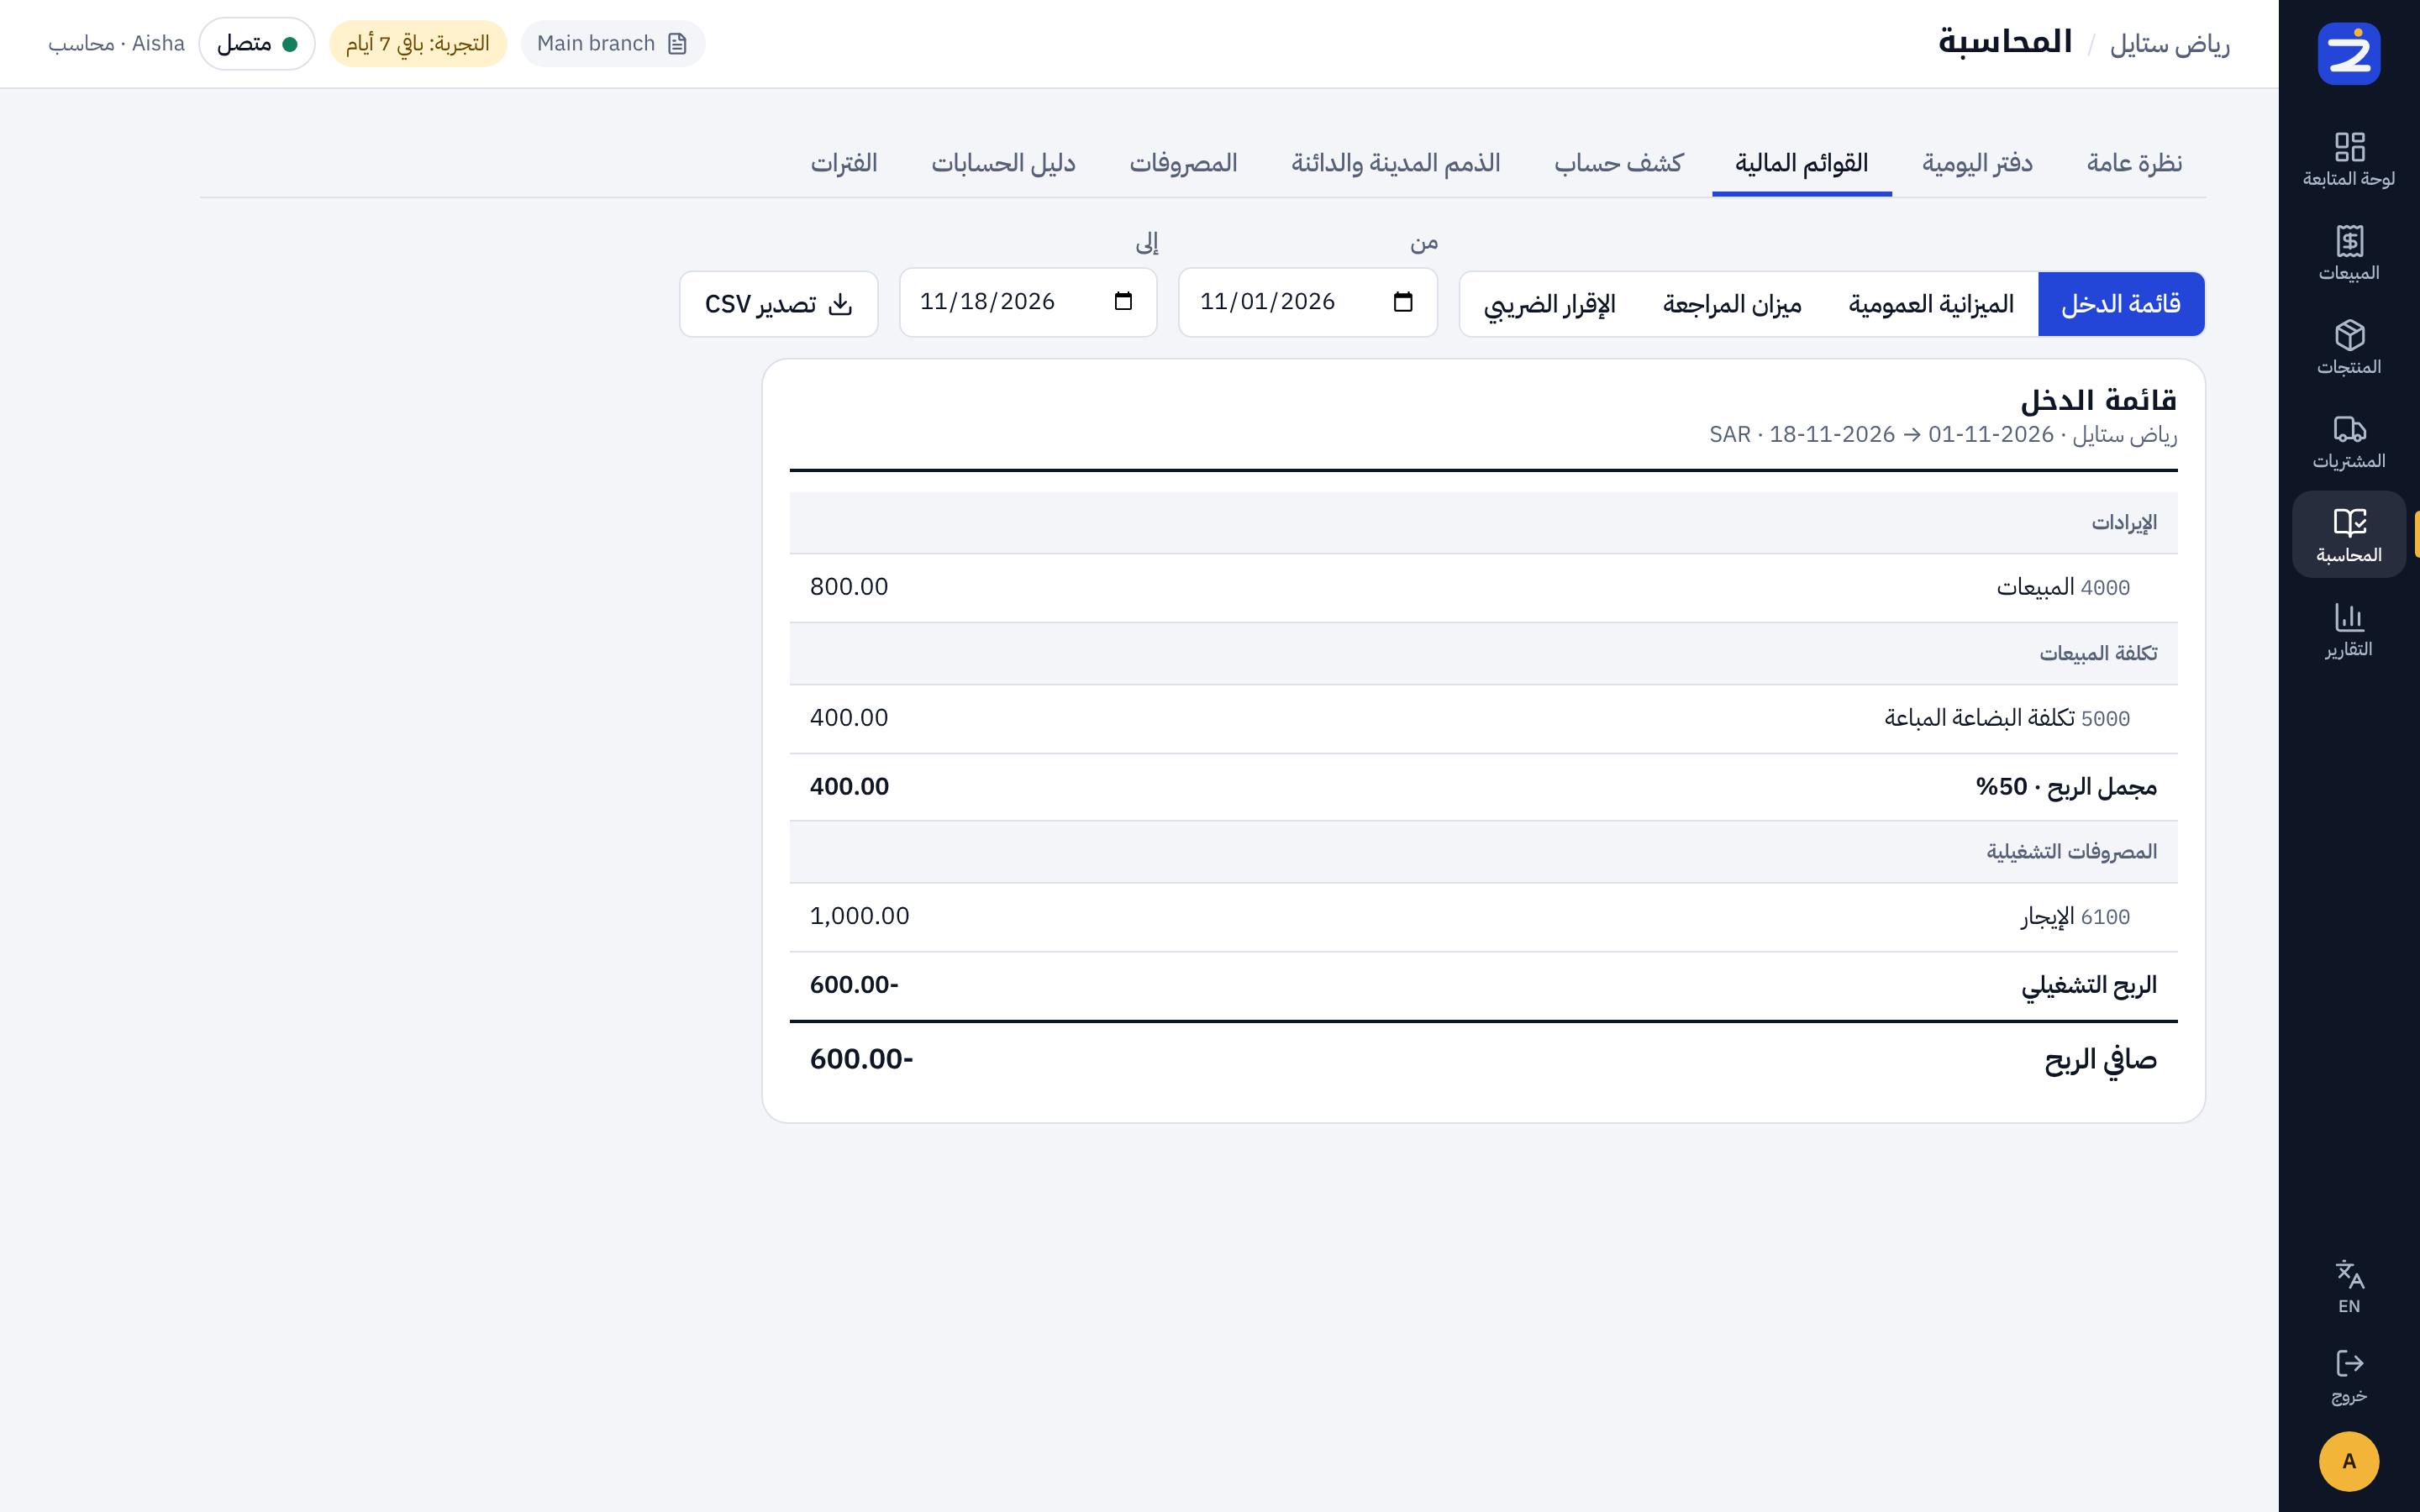 رياض ستايل / المحاسبة
Main branch
التجربة: باقي 7 أيام
متصل
Aisha · محاسب
لوحة المتابعة
المبيعات
المنتجات
المشتريات
المحاسبة
التقارير
EN
خروج
A
نظرة عامة
دفتر اليومية
القوائم المالية
كشف حساب
الذمم المدينة والدائنة
المصروفات
دليل الحسابات
الفترات
قائمة الدخل
الميزانية العمومية
ميزان المراجعة
الإقرار الضريبي
من
11/01/2026
إلى
11/18/2026
تصدير CSV
قائمة الدخل
رياض ستايل · 01-11-2026 → 18-11-2026 · SAR
الإيرادات
4000 المبيعات 800.00
تكلفة المبيعات
5000 تكلفة البضاعة المباعة 400.00
مجمل الربح · 50% 400.00
المصروفات التشغيلية
6100 الإيجار 1,000.00
الربح التشغيلي 600.00-
صافي الربح 600.00-